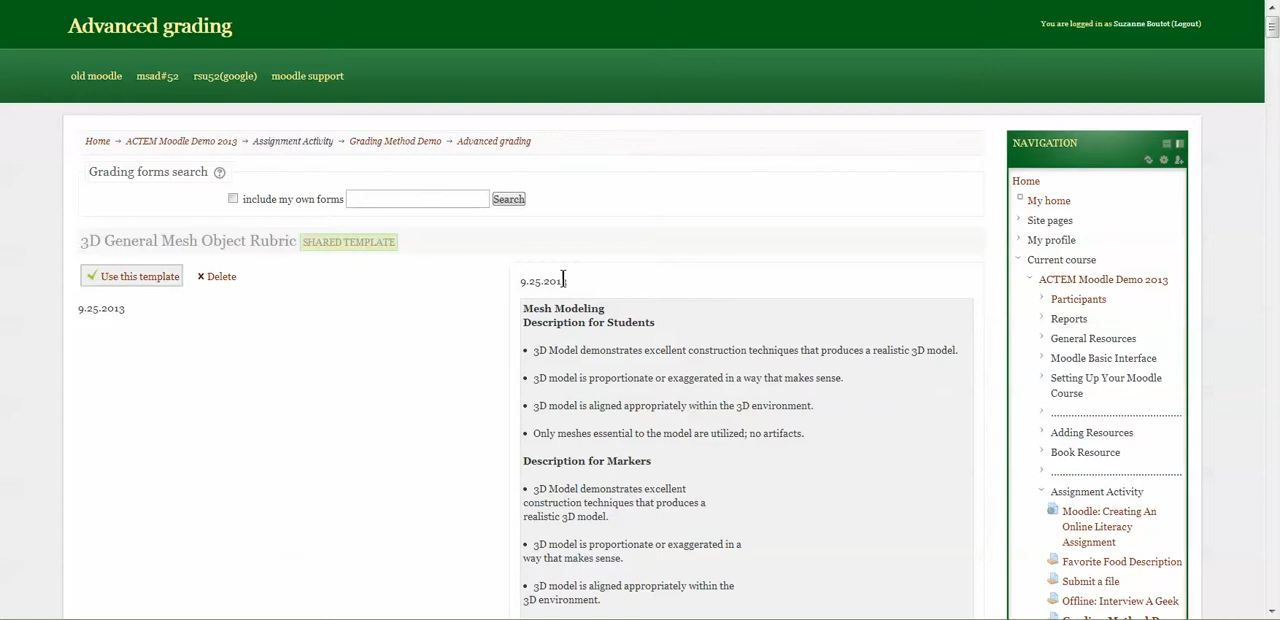 Advanced grading
You are logged in as Suzanne Boutot (Logout)
old moodle msad#52 rsu52(google) moodle support
Home → ACTEM Moodle Demo 2013 → Assignment Activity → Grading Method Demo → Advanced grading
Grading forms search
include my own forms Search
3D General Mesh Object Rubric SHARED TEMPLATE
Use this template Delete
9.25.2013
9.25.2013
Mesh Modeling
Description for Students
• 3D Model demonstrates excellent construction techniques that produces a realistic 3D model.
• 3D model is proportionate or exaggerated in a way that makes sense.
• 3D model is aligned appropriately within the 3D environment.
• Only meshes essential to the model are utilized; no artifacts.
Description for Markers
• 3D Model demonstrates excellent
construction techniques that produces a
realistic 3D model.
• 3D model is proportionate or exaggerated in a
way that makes sense.
• 3D model is aligned appropriately within the
3D environment.
NAVIGATION
Home
My home
Site pages
My profile
Current course
ACTEM Moodle Demo 2013
Participants
Reports
General Resources
Moodle Basic Interface
Setting Up Your Moodle
Course
Adding Resources
Book Resource
Assignment Activity
Moodle: Creating An
Online Literacy
Assignment
Favorite Food Description
Submit a file
Offline: Interview A Geek